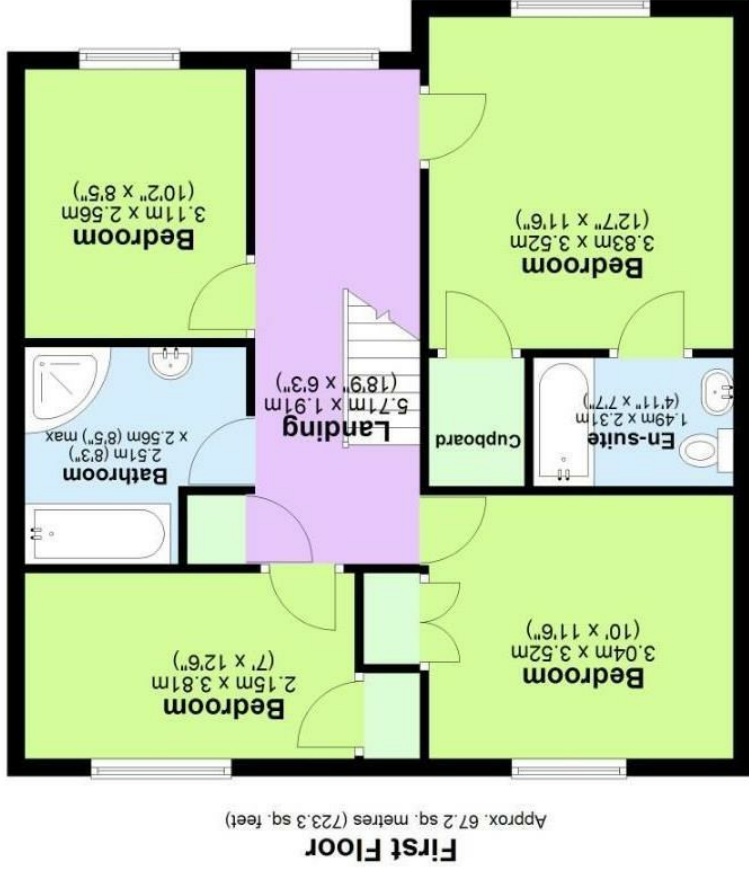 First Floor
Approx. 67.2 sq. metres (723.3 sq. feet)
Bedroom
3.04m x 3.52m
(10' x 11'6")
Bedroom
2.15m x 3.81m
(7' x 12'6")
En-suite
1.49m x 2.31m
(4'11" x 7'7")
Cupboard
Landing
5.71m x 1.91m
(18'9" x 6'3")
Bathroom
2.51m (8'3")
x 2.56m (8'5") max
Bedroom
3.83m x 3.52m
(12'7" x 11'6")
Bedroom
3.11m x 2.56m
(10'2" x 8'5")